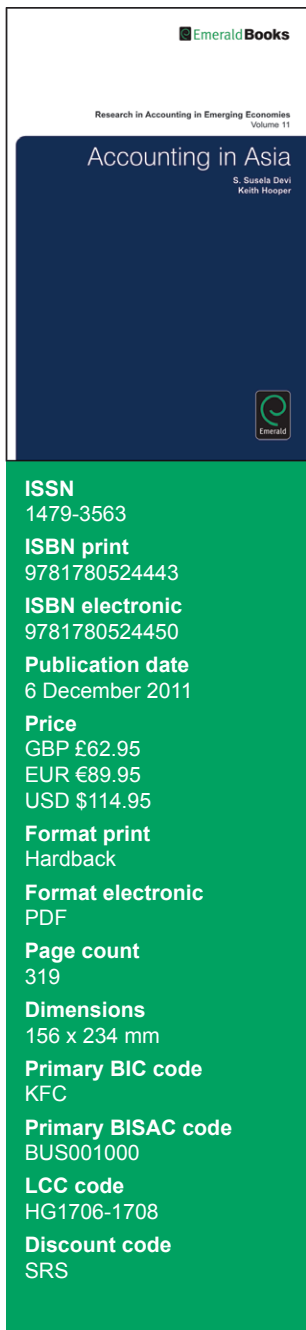 Emerald Books
Research in Accounting in Emerging Economies
Volume 11
Accounting in Asia
S. Susela Devi
Keith Hooper
Emerald
ISSN
1479-3563
ISBN print
9781780524443
ISBN electronic
9781780524450
Publication date
6 December 2011
Price
GBP £62.95
EUR €89.95
USD $114.95
Format print
Hardback
Format electronic
PDF
Page count
319
Dimensions
156 x 234 mm
Primary BIC code
KFC
Primary BISAC code
BUS001000
LCC code
HG1706-1708
Discount code
SRS